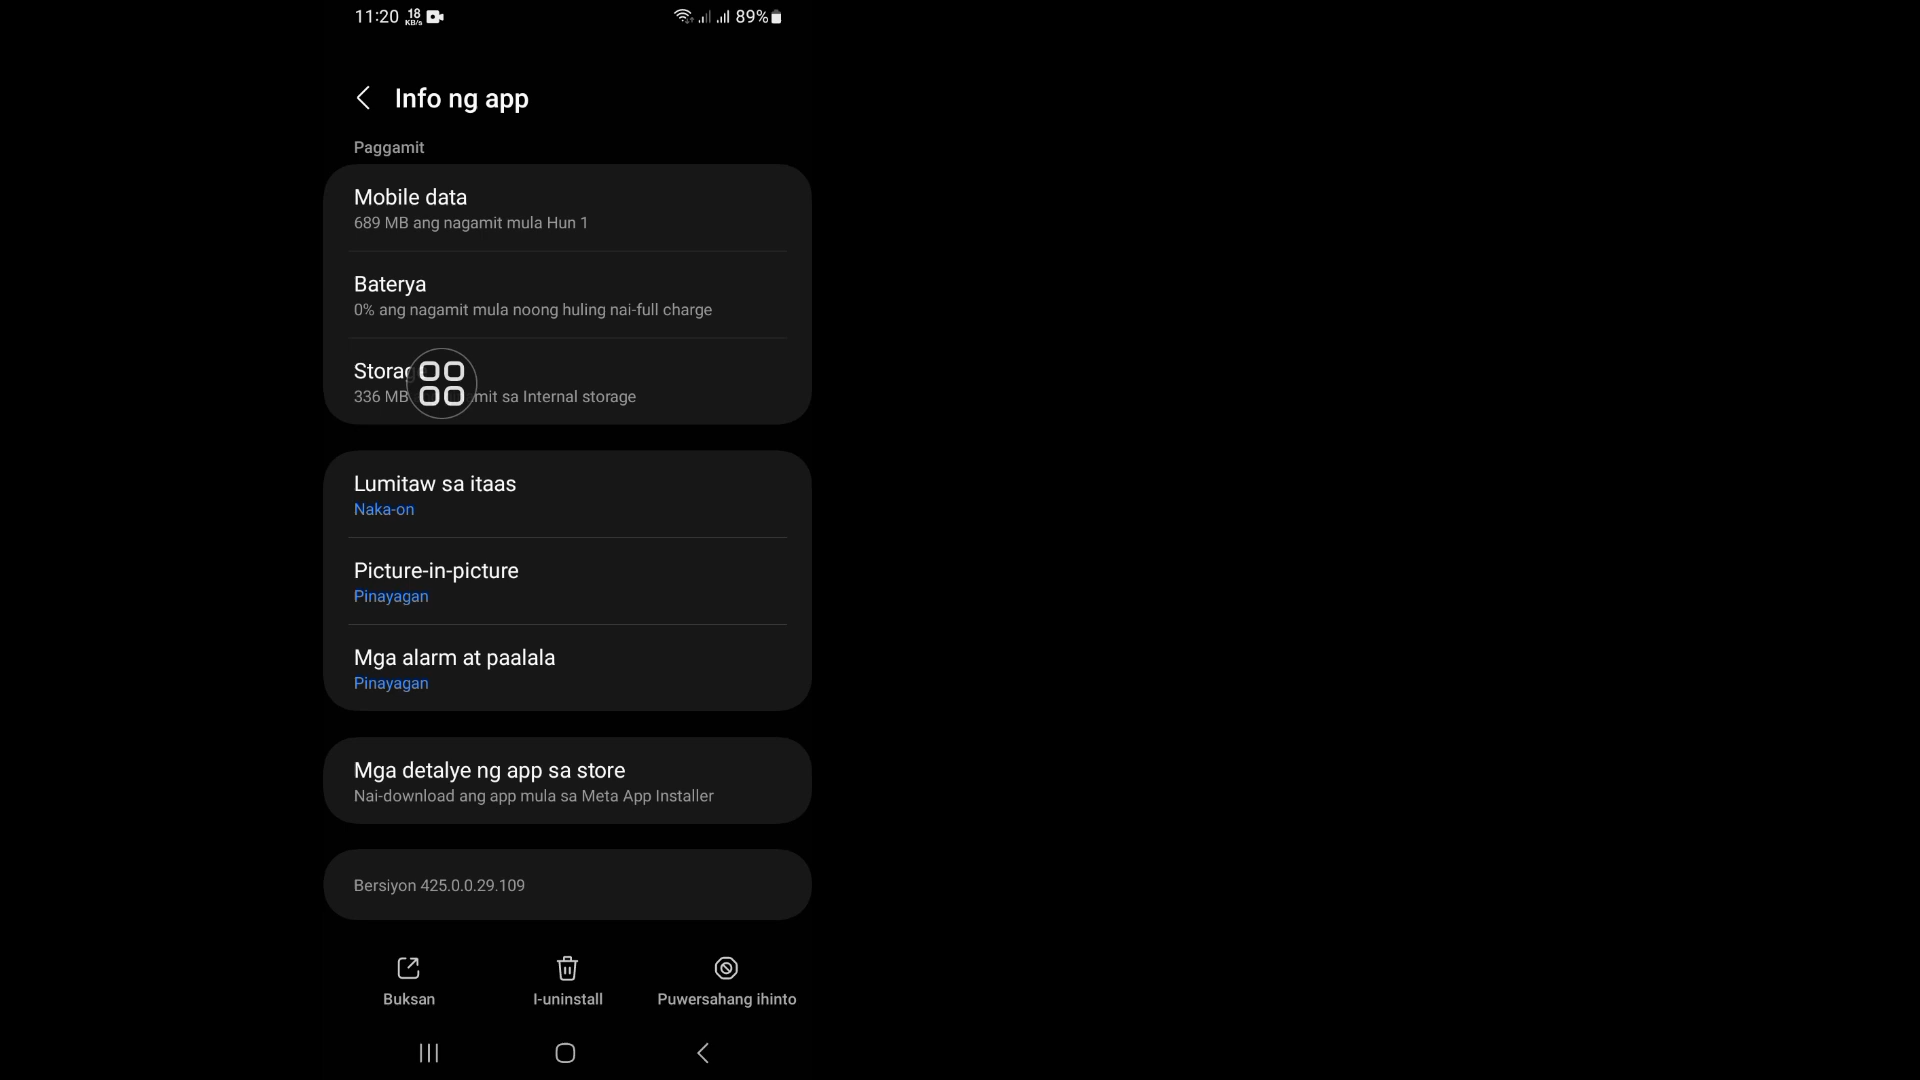 11:20 18 KB/s 89%
Info ng app
Paggamit
Mobile data
689 MB ang nagamit mula Hun 1
Baterya
0% ang nagamit mula noong huling nai-full charge
Storag
336 MB mit sa Internal storage
Lumitaw sa itaas
Naka-on
Picture-in-picture
Pinayagan
Mga alarm at paalala
Pinayagan
Mga detalye ng app sa store
Nai-download ang app mula sa Meta App Installer
Bersiyon 425.0.0.29.109
Buksan I-uninstall Puwersahang ihinto